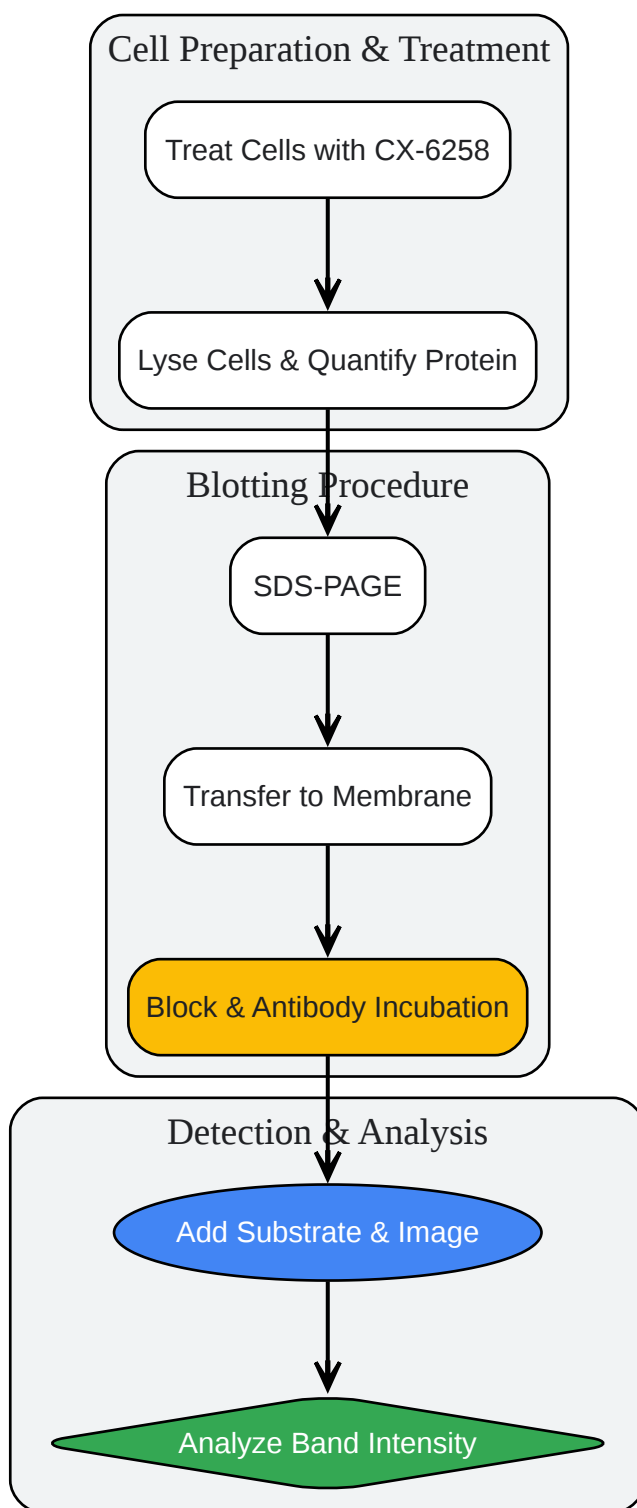 Cell Preparation & Treatment
Treat Cells with CX-6258
Lyse Cells & Quantify Protein
Blotting Procedure
SDS-PAGE
Transfer to Membrane
Block & Antibody Incubation
Detection & Analysis
Add Substrate & Image
Analyze Band Intensity